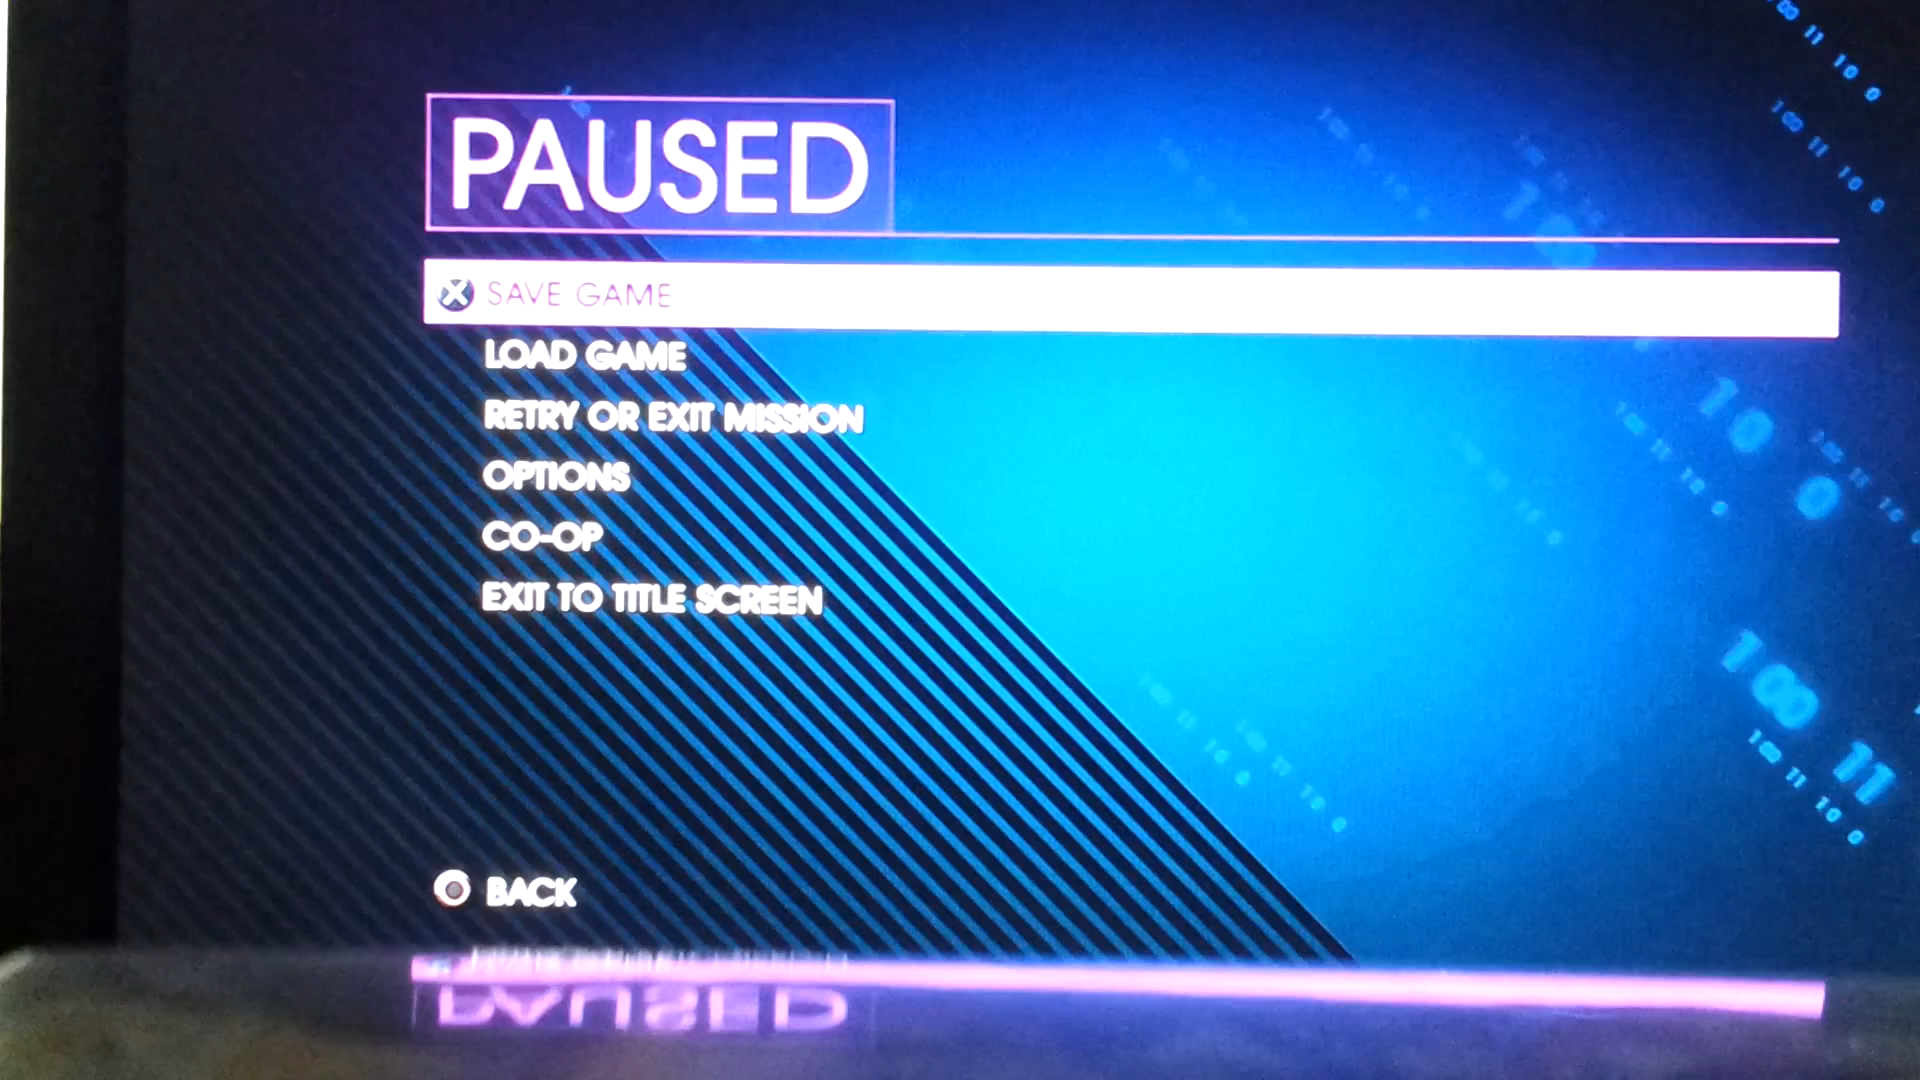 PAUSED
SAVE GAME
LOAD GAME
RETRY OR EXIT MISSION
OPTIONS
CO-OP
EXIT TO TITLE SCREEN
BACK